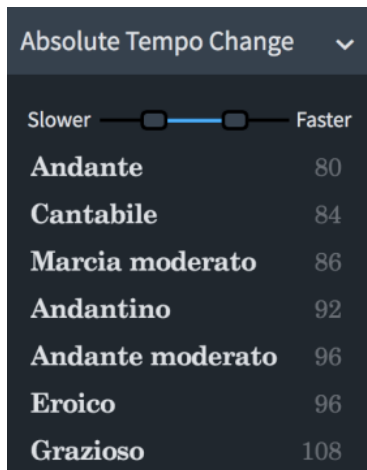 Absolute Tempo Change
Slower Faster
Andante 80
Cantabile 84
Marcia moderato 86
Andantino 92
Andante moderato 96
Eroico 96
Grazioso 108